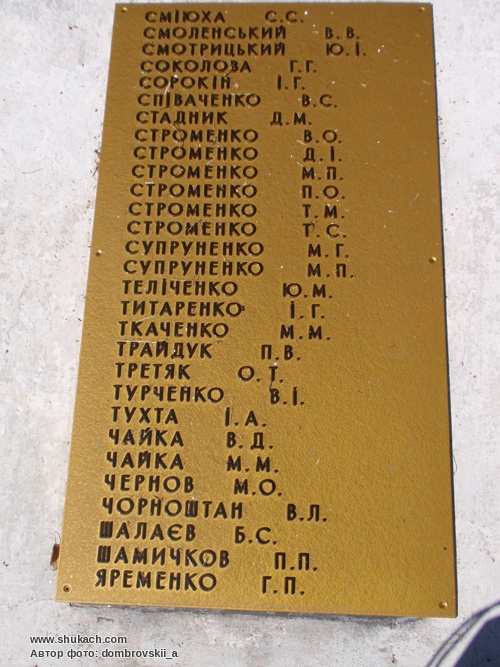 СМІЮХА С.С.
СМОЛЕНСЬКИЙ В.В.
СМОТРИЦЬКИЙ Ю.І.
СОКОЛОВА Г.Г.
СОРОКІН І.Г.
СПІВАЧЕНКО В.С.
СТАДНИК Д.М.
СТРОМЕНКО В.О.
СТРОМЕНКО Д.І.
СТРОМЕНКО М.П.
СТРОМЕНКО П.О.
СТРОМЕНКО Т.М.
СТРОМЕНКО Т.С.
СУПРУНЕНКО М.Г.
СУПРУНЕНКО М.П.
ТЕЛІЧЕНКО Ю.М.
ТИТАРЕНКО І.Г.
ТКАЧЕНКО М.М.
ТРАЙДУК П.В.
ТРЕТЯК О.Т.
ТУРЧЕНКО В.І.
ТУХТА І.А.
ЧАЙКА В.Д.
ЧАЙКА М.М.
ЧЕРНОВ М.О.
ЧОРНОШТАН В.Л.
ШАЛАЄВ Б.С.
ШАМИЧКОВ П.П.
ЯРЕМЕНКО Г.П.
www.shukach.com
Автор фото: dombrovskii_a